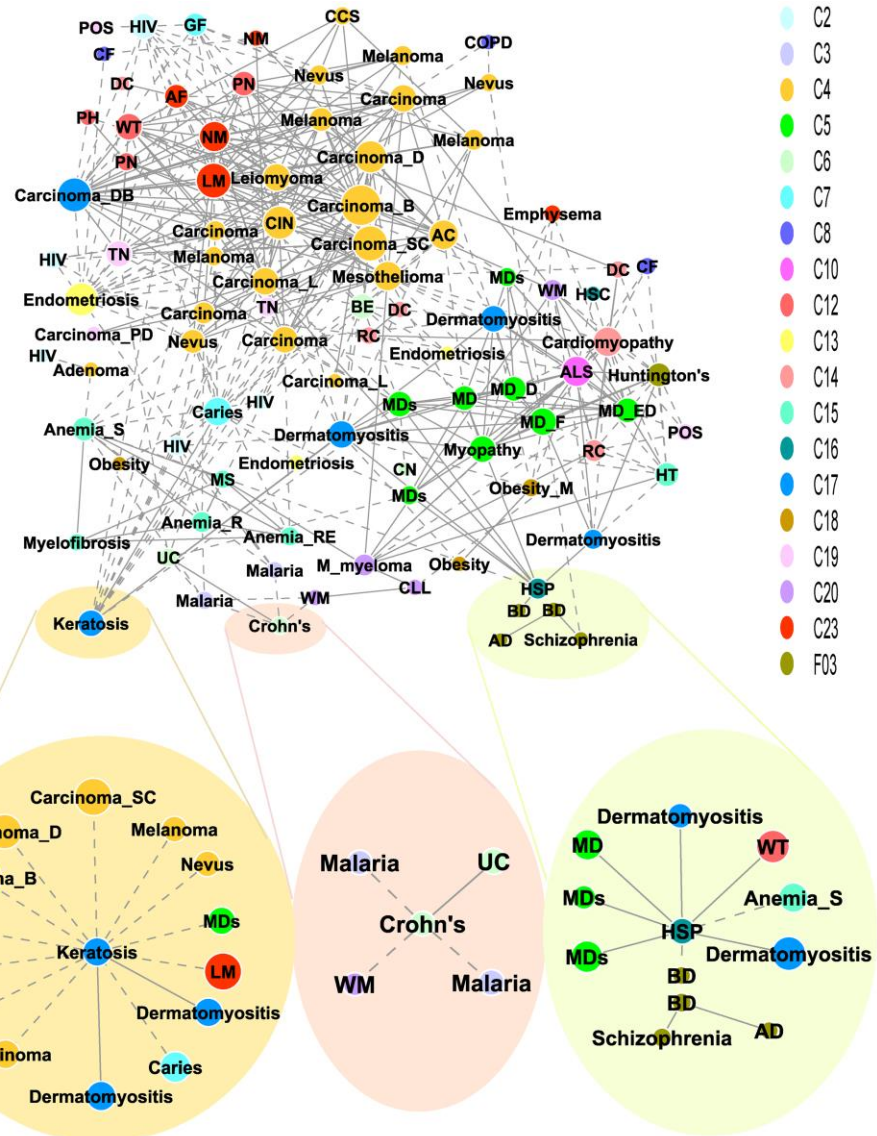 CCS
POS
HIV
GF
NM
Melanoma
COPD
CF
Nevus
Nevus
DC
AF
PN
Carcinoma
PH
WT
Melanoma
NM
Melanoma
PN
Carcinoma_D
LM
Leiomyoma
Carcinoma_DB
Carcinoma_B
Emphysema
CIN
Carcinoma
AC
Carcinoma_SC
TN
HIV
Melanoma
DC
CF
Mesothelioma
MDs
Carcinoma_L
WM
HSC
Endometriosis
TN
BE
DC
Carcinoma
Dermatomyositis
Carcinoma_PD
RC
Cardiomyopathy
Nevus
Carcinoma
HIV
Endometriosis
Adenoma
ALS
Huntington's
Carcinoma_L
MD_D
HIV
MDs
MD
Caries
MD_F
MD_ED
Anemia_S
Dermatomyositis
POS
HIV
Myopathy
RC
Obesity
Endometriosis
CN
MS
HT
MDs
Obesity_M
Anemia_R
Myelofibrosis
Anemia_RE
Dermatomyositis
UC
Malaria
M_myeloma
Obesity
CLL
HSP
Malaria
WM
BD
BD
Keratosis
Crohn's
AD
Schizophrenia
C2
C3
C4
C5
C6
C7
C8
C10
C12
C13
C14
C15
C16
C17
C18
C19
C20
C23
F03
Carcinoma_SC
noma_D
Melanoma
Nevus
na_B
MDs
Keratosis
LM
Dermatomyositis
inoma
Caries
Dermatomyositis
Malaria
UC
Crohn's
WM
Malaria
Dermatomyositis
MD
WT
MDs
Anemia_S
HSP
MDs
Dermatomyositis
BD
BD
Schizophrenia
AD